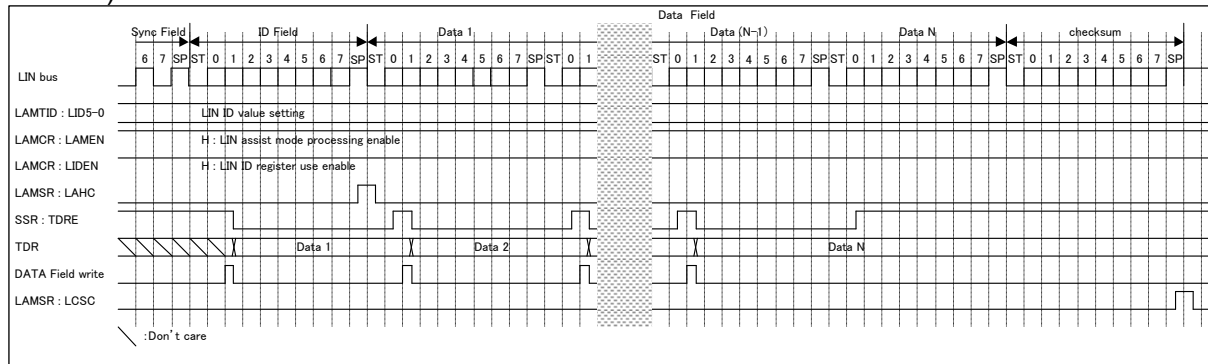 Data Field
Sync Field ID Field Data 1 Data (N-1) Data N checksum
6 7 SP ST 0 1 2 3 4 5 6 7 SP ST 0 1 2 3 4 5 6 7 SP ST 0 1 ST 0 1 2 3 4 5 6 7 SP ST 0 1 2 3 4 5 6 7 SP ST 0 1 2 3 4 5 6 7 SP
LIN bus
LAMTID : LID5-0 LIN ID value setting
LAMCR : LAMEN H : LIN assist mode processing enable
LAMCR : LIDEN H : LIN ID register use enable
LAMSR : LAHC
SSR : TDRE
TDR Data 1 Data 2 Data N
DATA Field write
LAMSR : LCSC
:Don't care